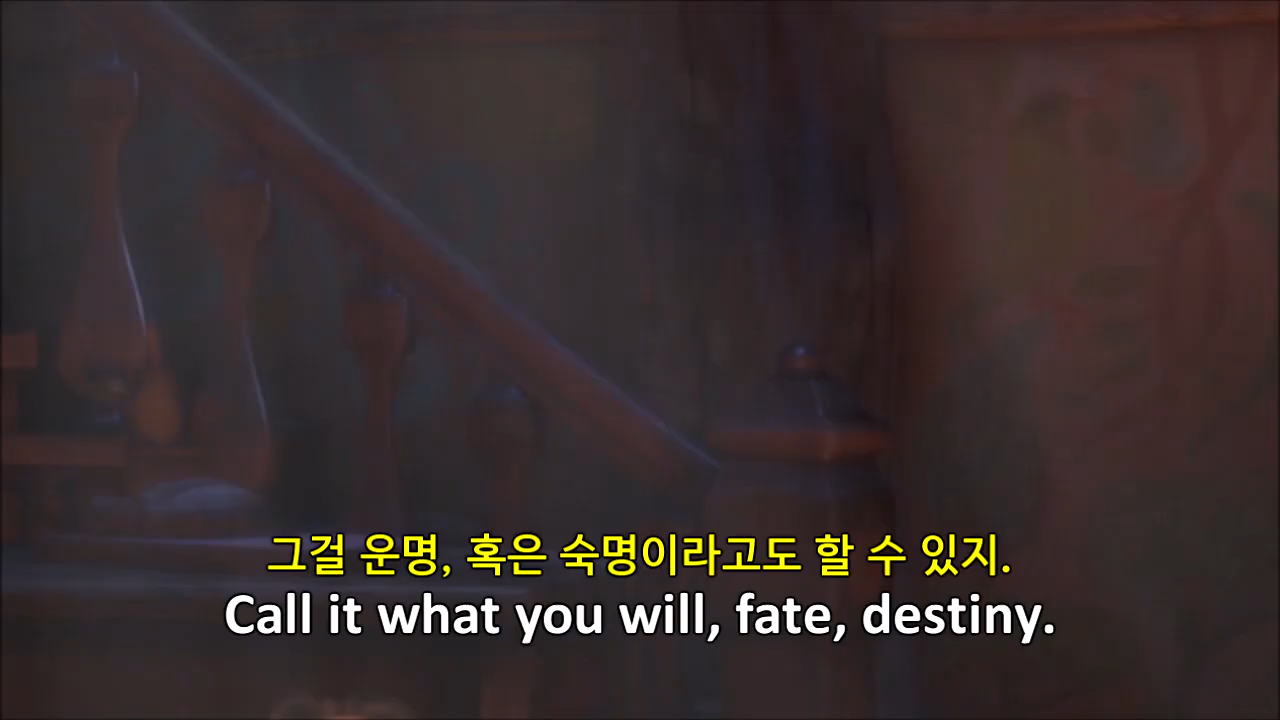 그걸 운명, 혹은 숙명이라고도 할 수 있지.
Call it what you will, fate, destiny.